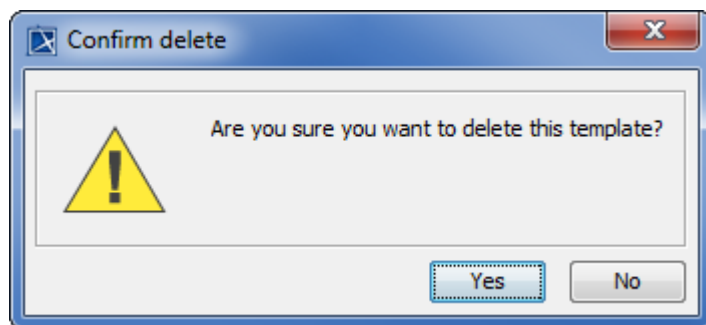 Confirm delete
Are you sure you want to delete this template?
Yes
No